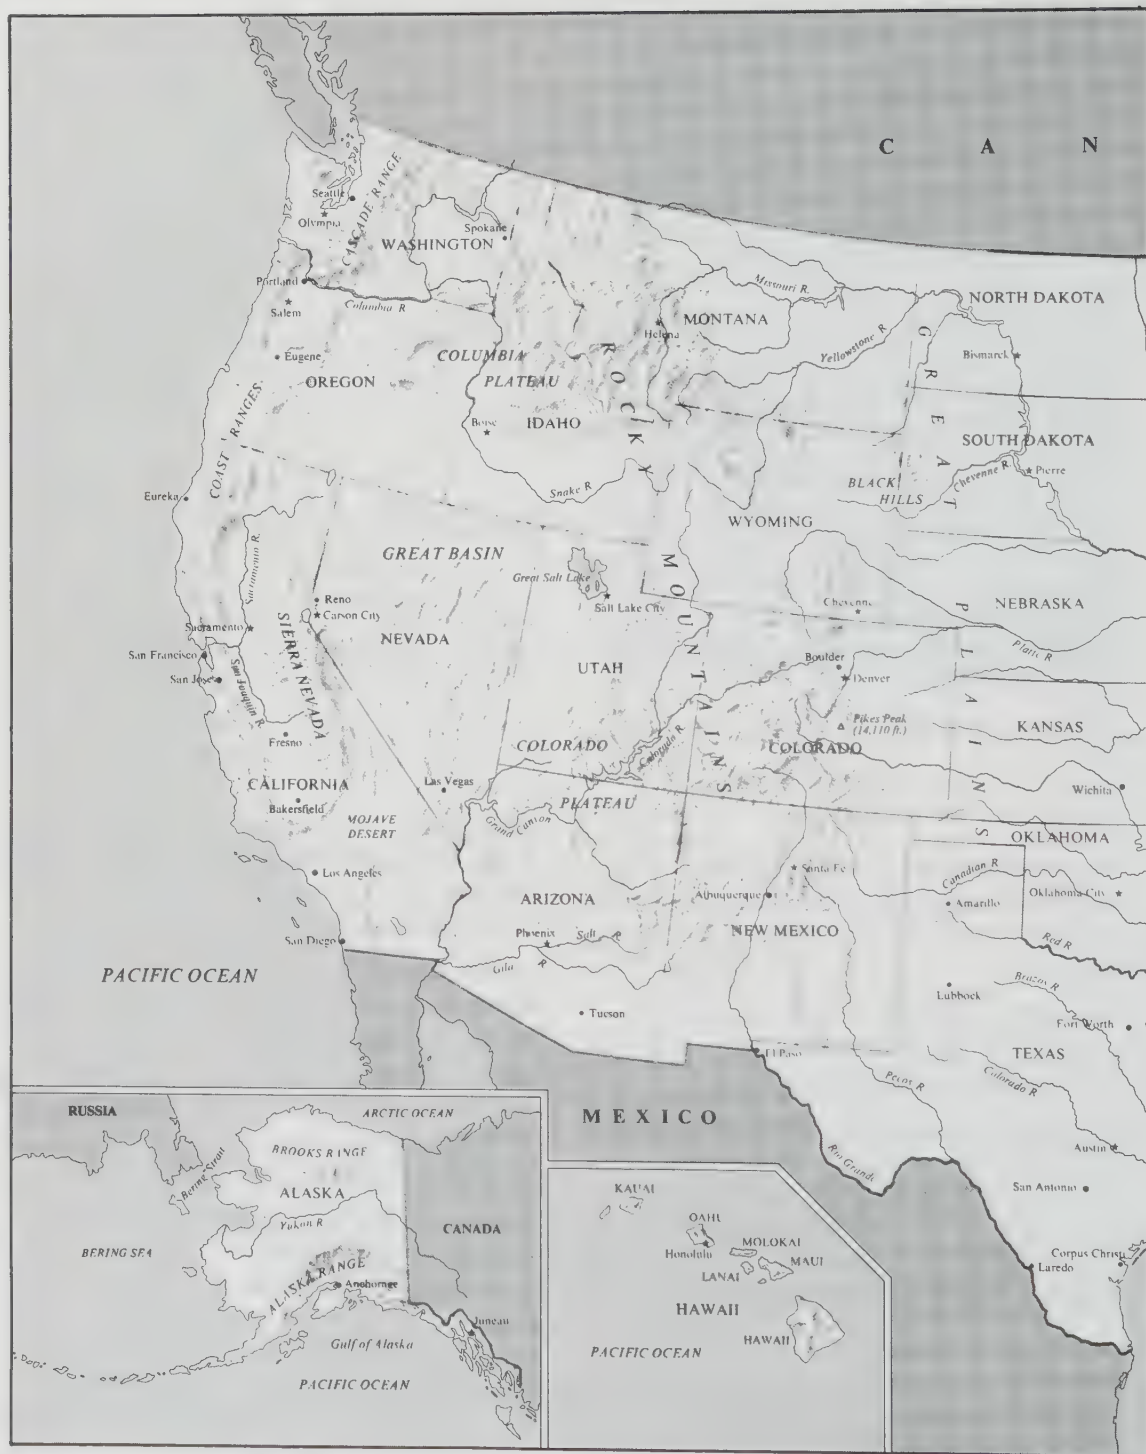 C A N
Seattle
Olympia
CASCADE RANGE
WASHINGTON
Spokane
Portland
Salem
Columbia R
Missouri R.
NORTH DAKOTA
MONTANA
Helena
Yellowstone R
Bismarck
Eugene
OREGON
COLUMBIA
PLATEAU
IDAHO
Boise
ROCKY
MOUNTAINS
GREAT
PLAINS
SOUTH DAKOTA
Cheyenne R.
Pierre
BLACK
HILLS
COAST RANGES
Eureka
Snake R
WYOMING
GREAT BASIN
Great Salt Lake
Salt Lake City
Sacramento R.
Reno
Carson City
Cheyenne
NEBRASKA
Platte R
Sacramento
SIERRA NEVADA
NEVADA
San Francisco
San Jose
San Joaquin R.
UTAH
Boulder
Denver
Pikes Peak
(14,110 ft.)
KANSAS
Fresno
COLORADO
PLATEAU
Colorado R
COLORADO
CALIFORNIA
Bakersfield
Las Vegas
Wichita
MOJAVE
DESERT
Grand Canyon
OKLAHOMA
Los Angeles
Santa Fe
Canadian R
Oklahoma City
ARIZONA
Albuquerque
Amarillo
Phoenix
Salt R
NEW MEXICO
San Diego
Red R
Gila R
PACIFIC OCEAN
Lubbock
Brazos R
Tucson
Fort Worth
El Paso
TEXAS
Pecos R
Colorado R
MEXICO
Austin
Rio Grande
San Antonio
Corpus Christi
Laredo
RUSSIA
ARCTIC OCEAN
BROOKS RANGE
Bering Strait
ALASKA
Yukon R
CANADA
BERING SEA
ALASKA RANGE
Anchorage
Juneau
Gulf of Alaska
PACIFIC OCEAN
KAUAI
OAHU
Honolulu
MOLOKAI
MAUI
LANAI
HAWAII
HAWAII
PACIFIC OCEAN